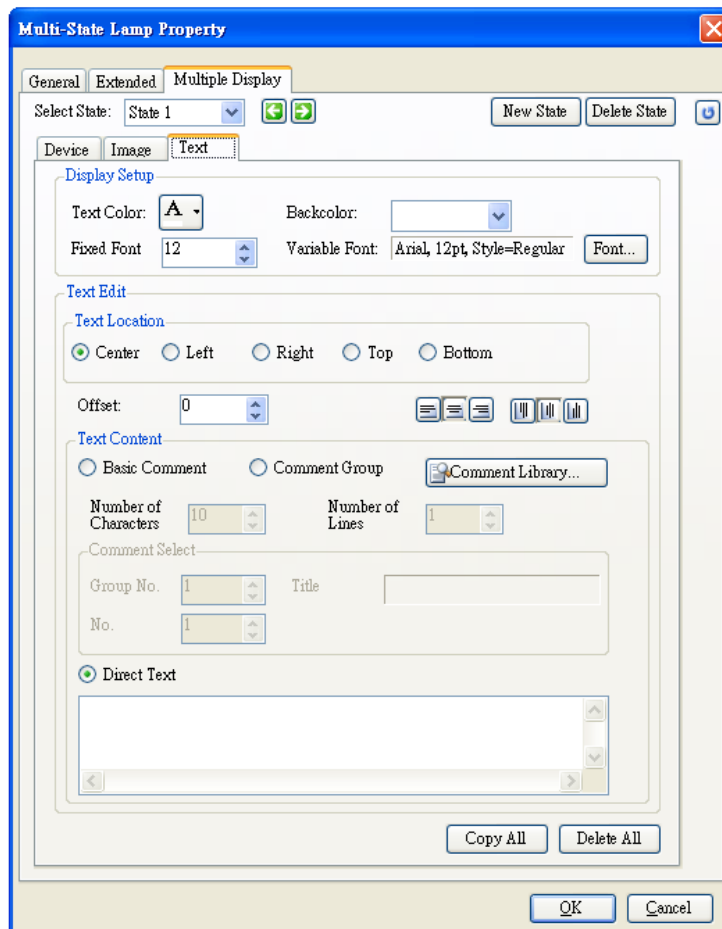 Multi-State Lamp Property
General Extended Multiple Display
Select State: State 1 New State Delete State
Device Image Text
Display Setup
Text Color: A Backcolor:
Fixed Font 12 Variable Font: Arial, 12pt, Style=Regular Font...
Text Edit
Text Location
Center Left Right Top Bottom
Offset: 0
Text Content
Basic Comment Comment Group Comment Library...
Number of Characters 10 Number of Lines 1
Comment Select
Group No. 1 Title
No. 1
Direct Text
Copy All Delete All
OK Cancel